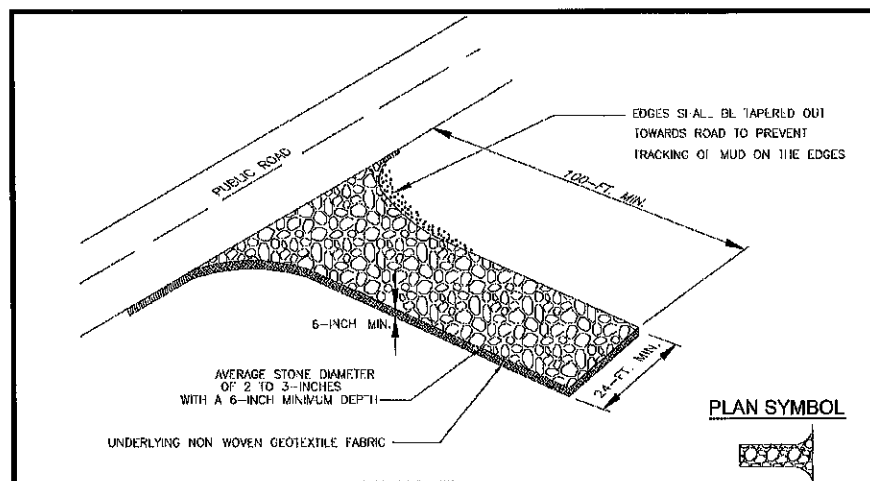 PUBLIC ROAD
EDGES SHALL BE TAPERED OUT
TOWARDS ROAD TO PREVENT
TRACKING OF MUD ON THE EDGES
100-FT. MIN.
6-INCH MIN.
AVERAGE STONE DIAMETER
OF 2 TO 3-INCHES
WITH A 6-INCH MINIMUM DEPTH
24-FT. MIN.
UNDERLYING NON WOVEN GEOTEXTILE FABRIC
PLAN SYMBOL